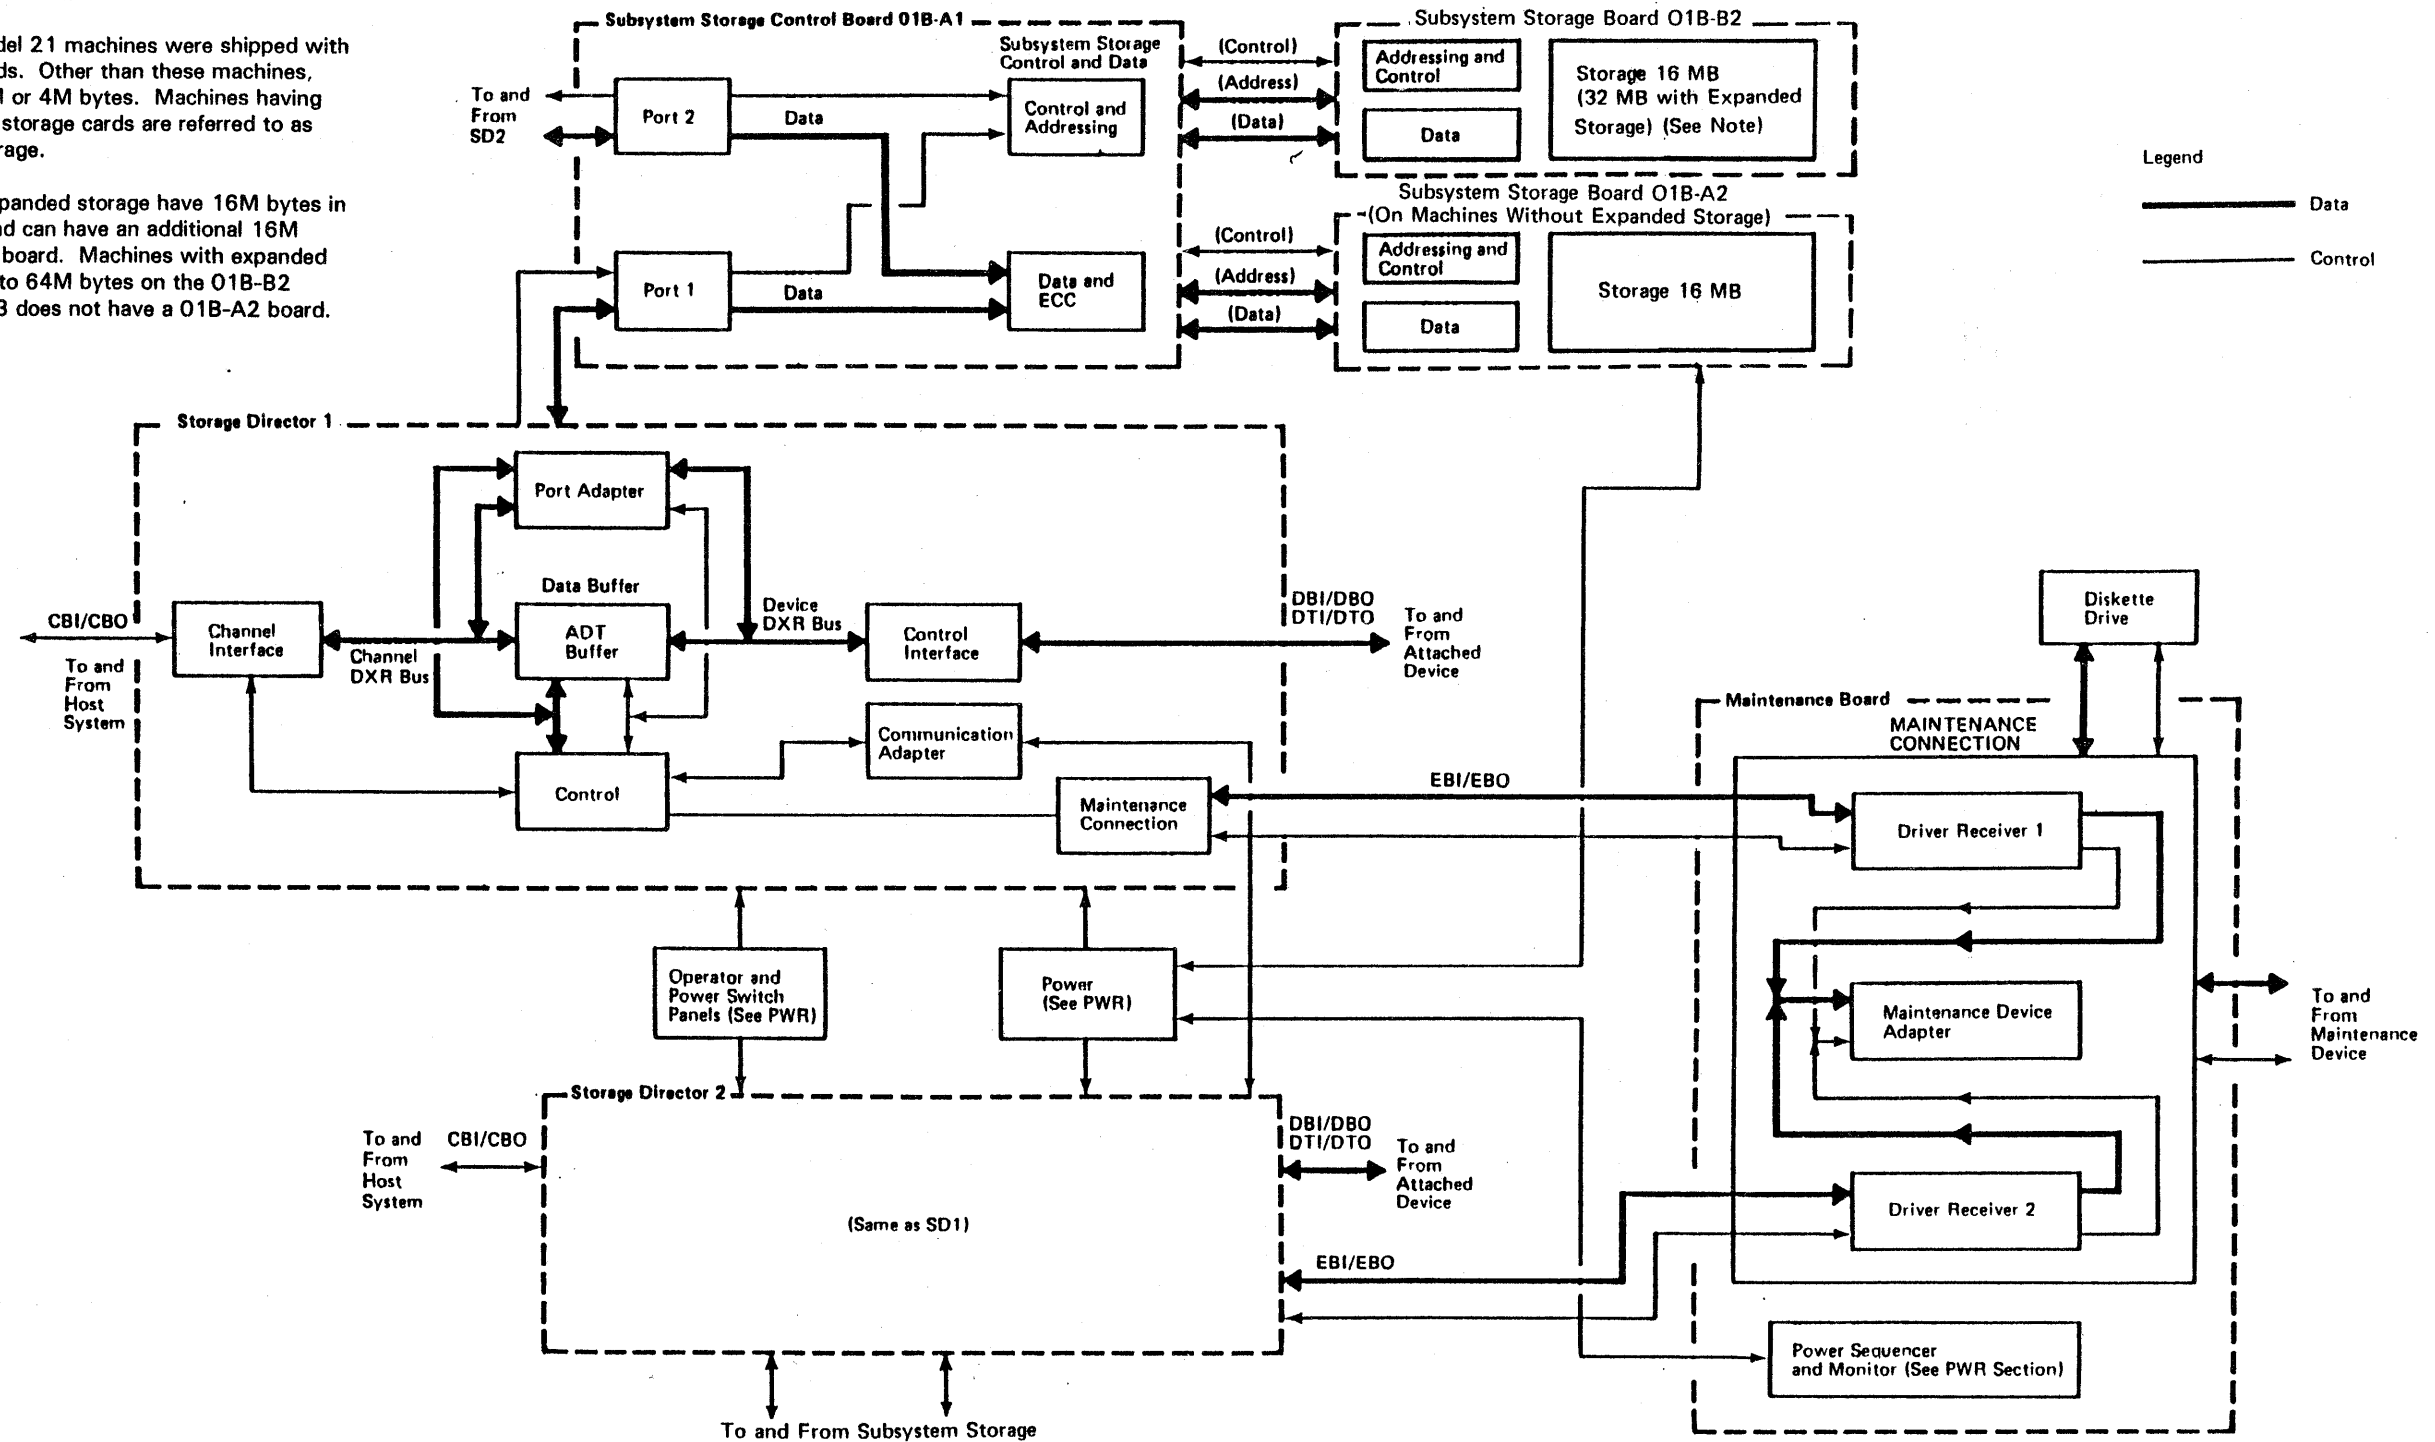 del 21 machines were shipped with
ds. Other than these machines,
or 4M bytes. Machines having
storage cards are referred to as
rage.
panded storage have 16M bytes in
nd can have an additional 16M
board. Machines with expanded
to 64M bytes on the 01B-B2
3 does not have a 01B-A2 board.
Subsystem Storage Control Board 01B-A1
Subsystem Storage
Control and Data
To and
From
SD2
Port 2
Data
Control and
Addressing
Port 1
Data
Data and
ECC
(Control)
(Address)
(Data)
(Control)
(Address)
(Data)
Subsystem Storage Board 01B-B2
Addressing and
Control
Data
Storage 16 MB
(32 MB with Expanded
Storage) (See Note)
Subsystem Storage Board 01B-A2
(On Machines Without Expanded Storage)
Addressing and
Control
Data
Storage 16 MB
Legend
Data
Control
Storage Director 1
Port Adapter
Data Buffer
ADT
Buffer
CBI/CBO
To and
From
Host
System
Channel
Interface
Channel
DXR Bus
Device
DXR Bus
Control
Interface
DBI/DBO
DTI/DTO
To and
From
Attached
Device
Communication
Adapter
Control
Maintenance
Connection
EBI/EBO
Diskette
Drive
Maintenance Board
MAINTENANCE
CONNECTION
Driver Receiver 1
Maintenance Device
Adapter
Driver Receiver 2
To and
From
Maintenance
Device
Operator and
Power Switch
Panels (See PWR)
Power
(See PWR)
Storage Director 2
To and
From
Host
System
CBI/CBO
(Same as SD1)
DBI/DBO
DTI/DTO
To and
From
Attached
Device
EBI/EBO
Power Sequencer
and Monitor (See PWR Section)
To and From Subsystem Storage